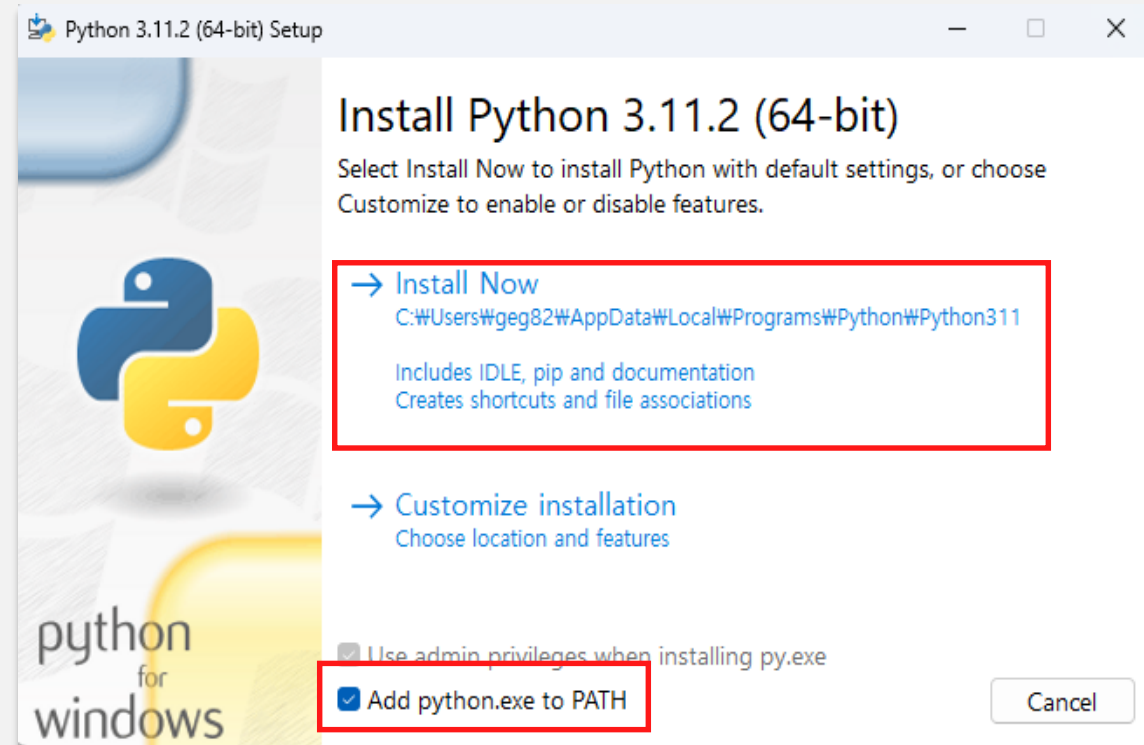 Python 3.11.2 (64-bit) Setup
Install Python 3.11.2 (64-bit)
Select Install Now to install Python with default settings, or choose
Customize to enable or disable features.
→ Install Now
C:₩Users₩geg82₩AppData₩Local₩Programs₩Python₩Python311
Includes IDLE, pip and documentation
Creates shortcuts and file associations
→ Customize installation
Choose location and features
Use admin privileges when installing py.exe
Add python.exe to PATH
Cancel
python
for
windows